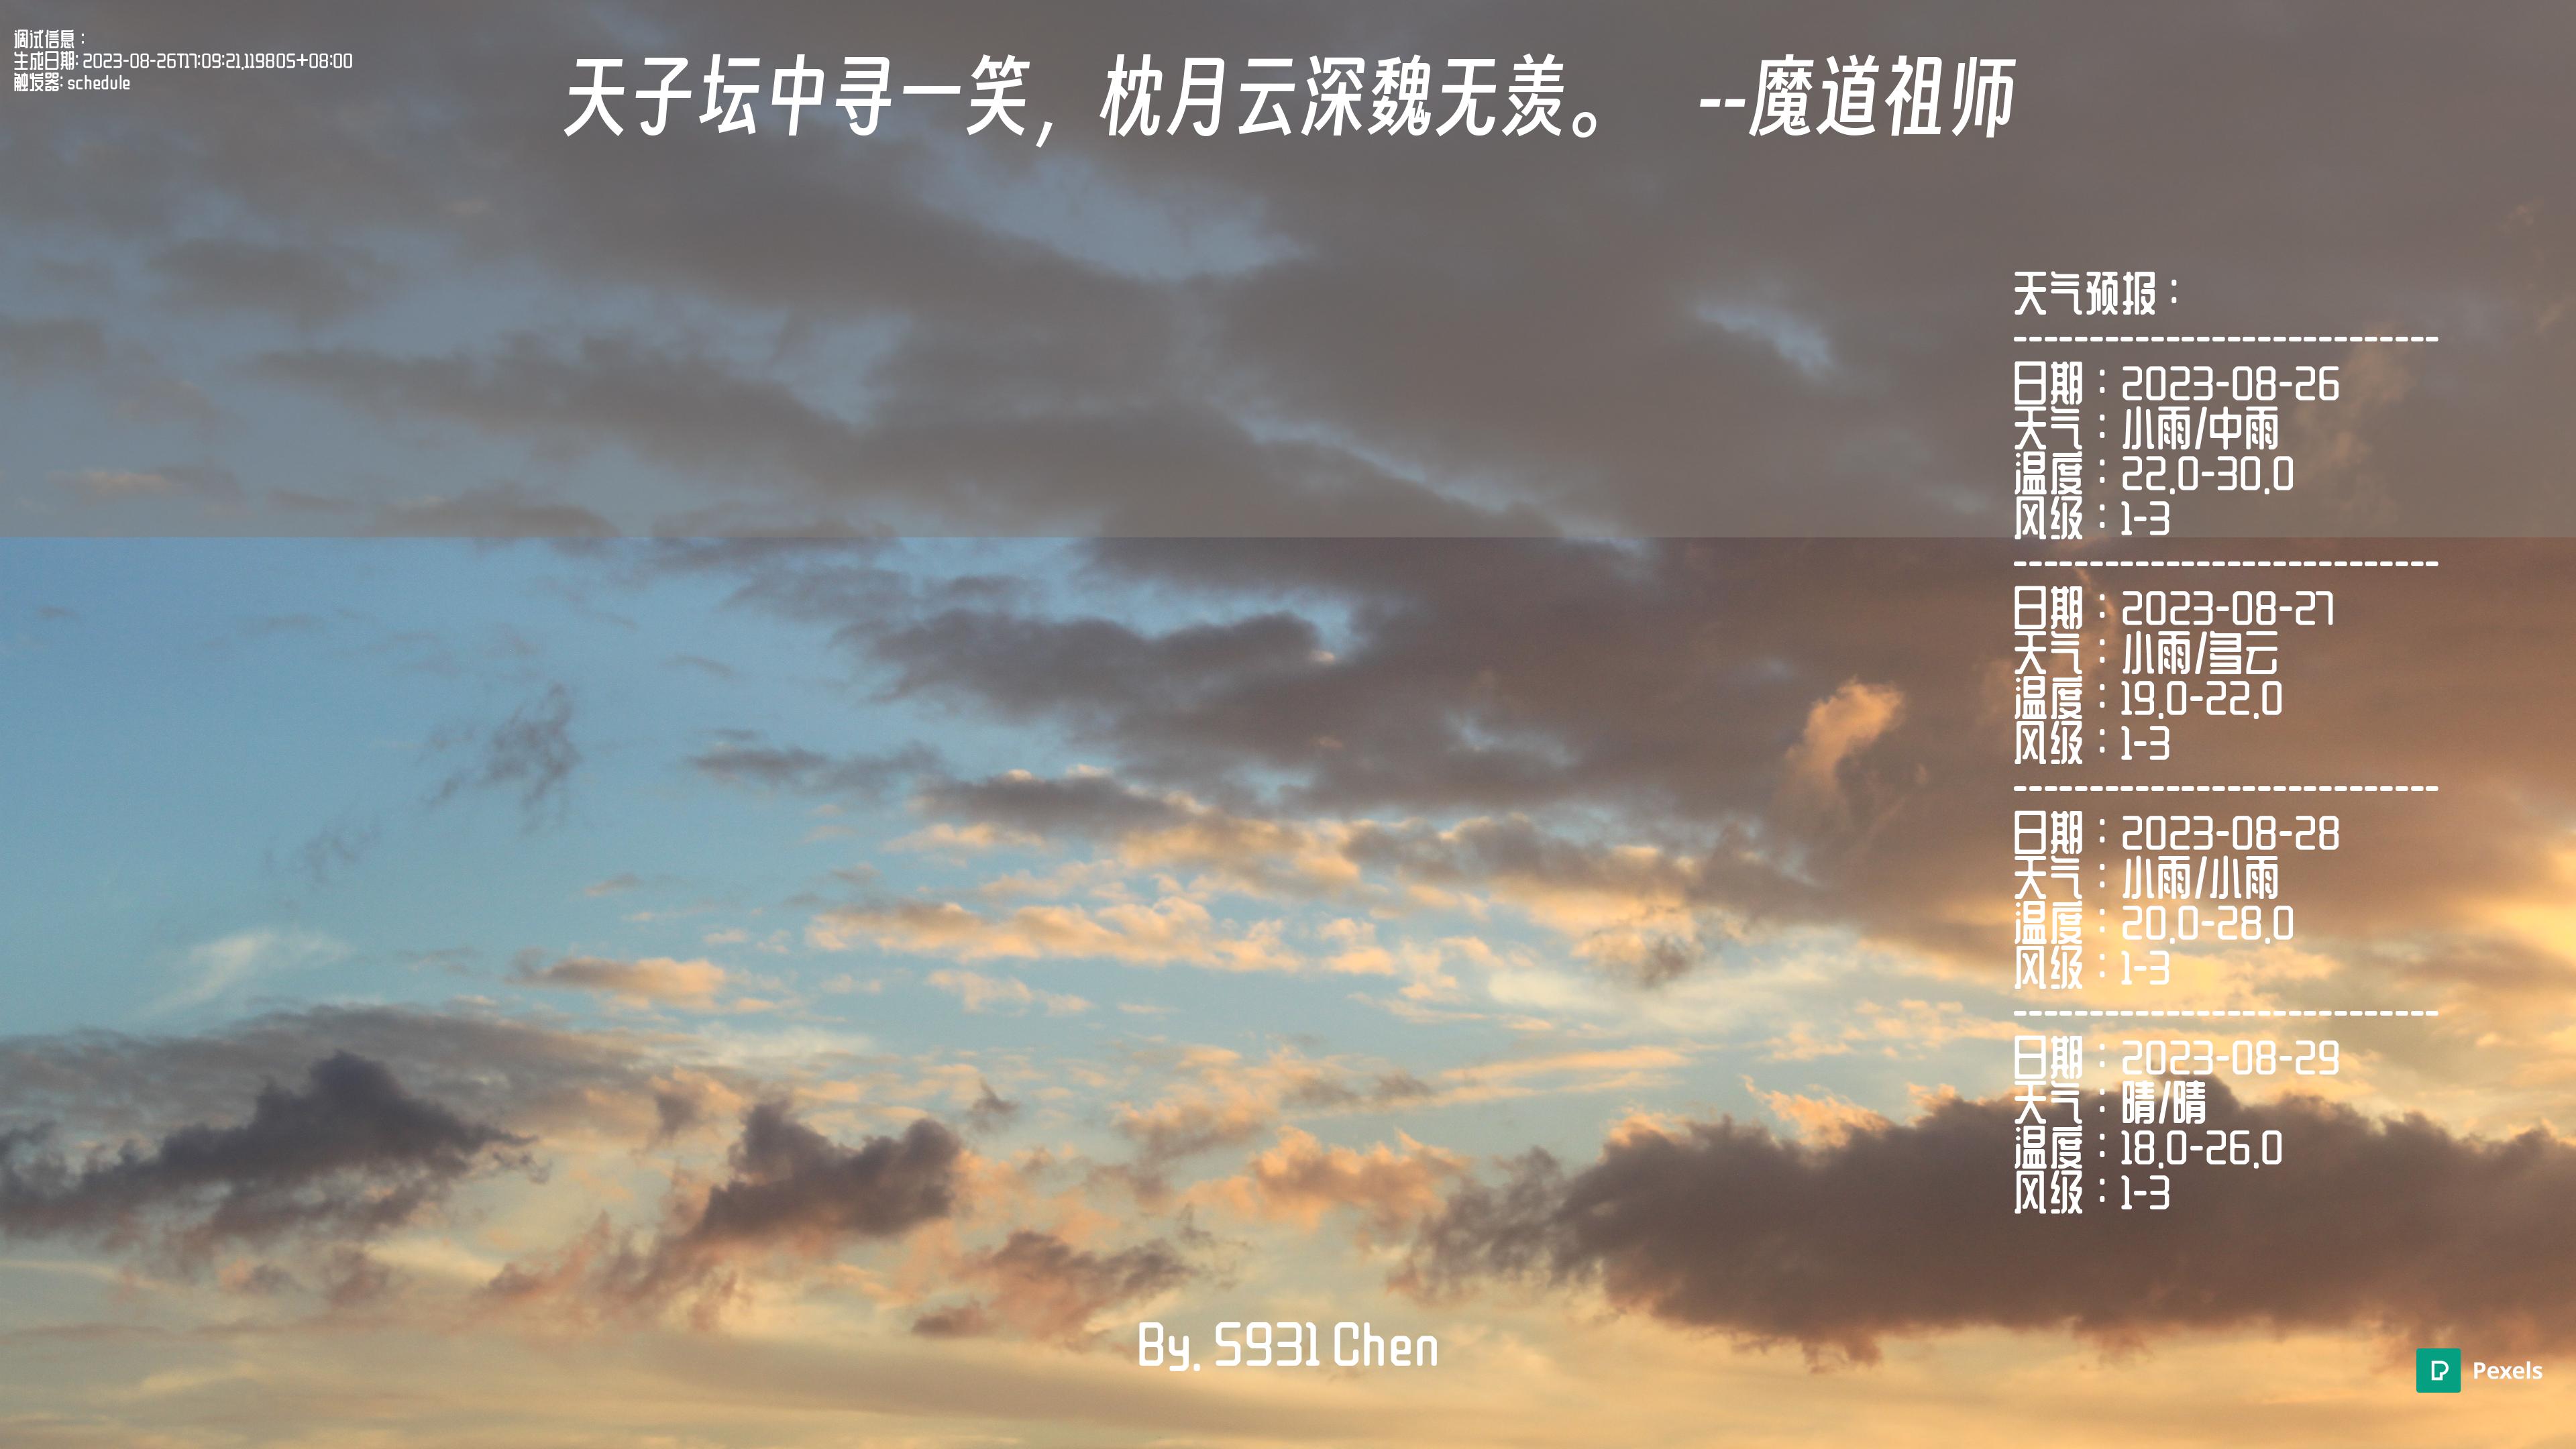 调试信息：
生成日期: 2023-08-26T17:09:21.119805+08:00
触发器: schedule
天子坛中寻一笑，枕月云深魏无羨。 --魔道祖师
天气预报：
----------------------------
日期：2023-08-26
天气：小雨/中雨
温度：22.0-30.0
风级：1-3
----------------------------
日期：2023-08-27
天气：小雨/多云
温度：19.0-22.0
风级：1-3
----------------------------
日期：2023-08-28
天气：小雨/小雨
温度：20.0-28.0
风级：1-3
----------------------------
日期：2023-08-29
天气：晴/晴
温度：18.0-26.0
风级：1-3
By. S931 Chen
Pexels